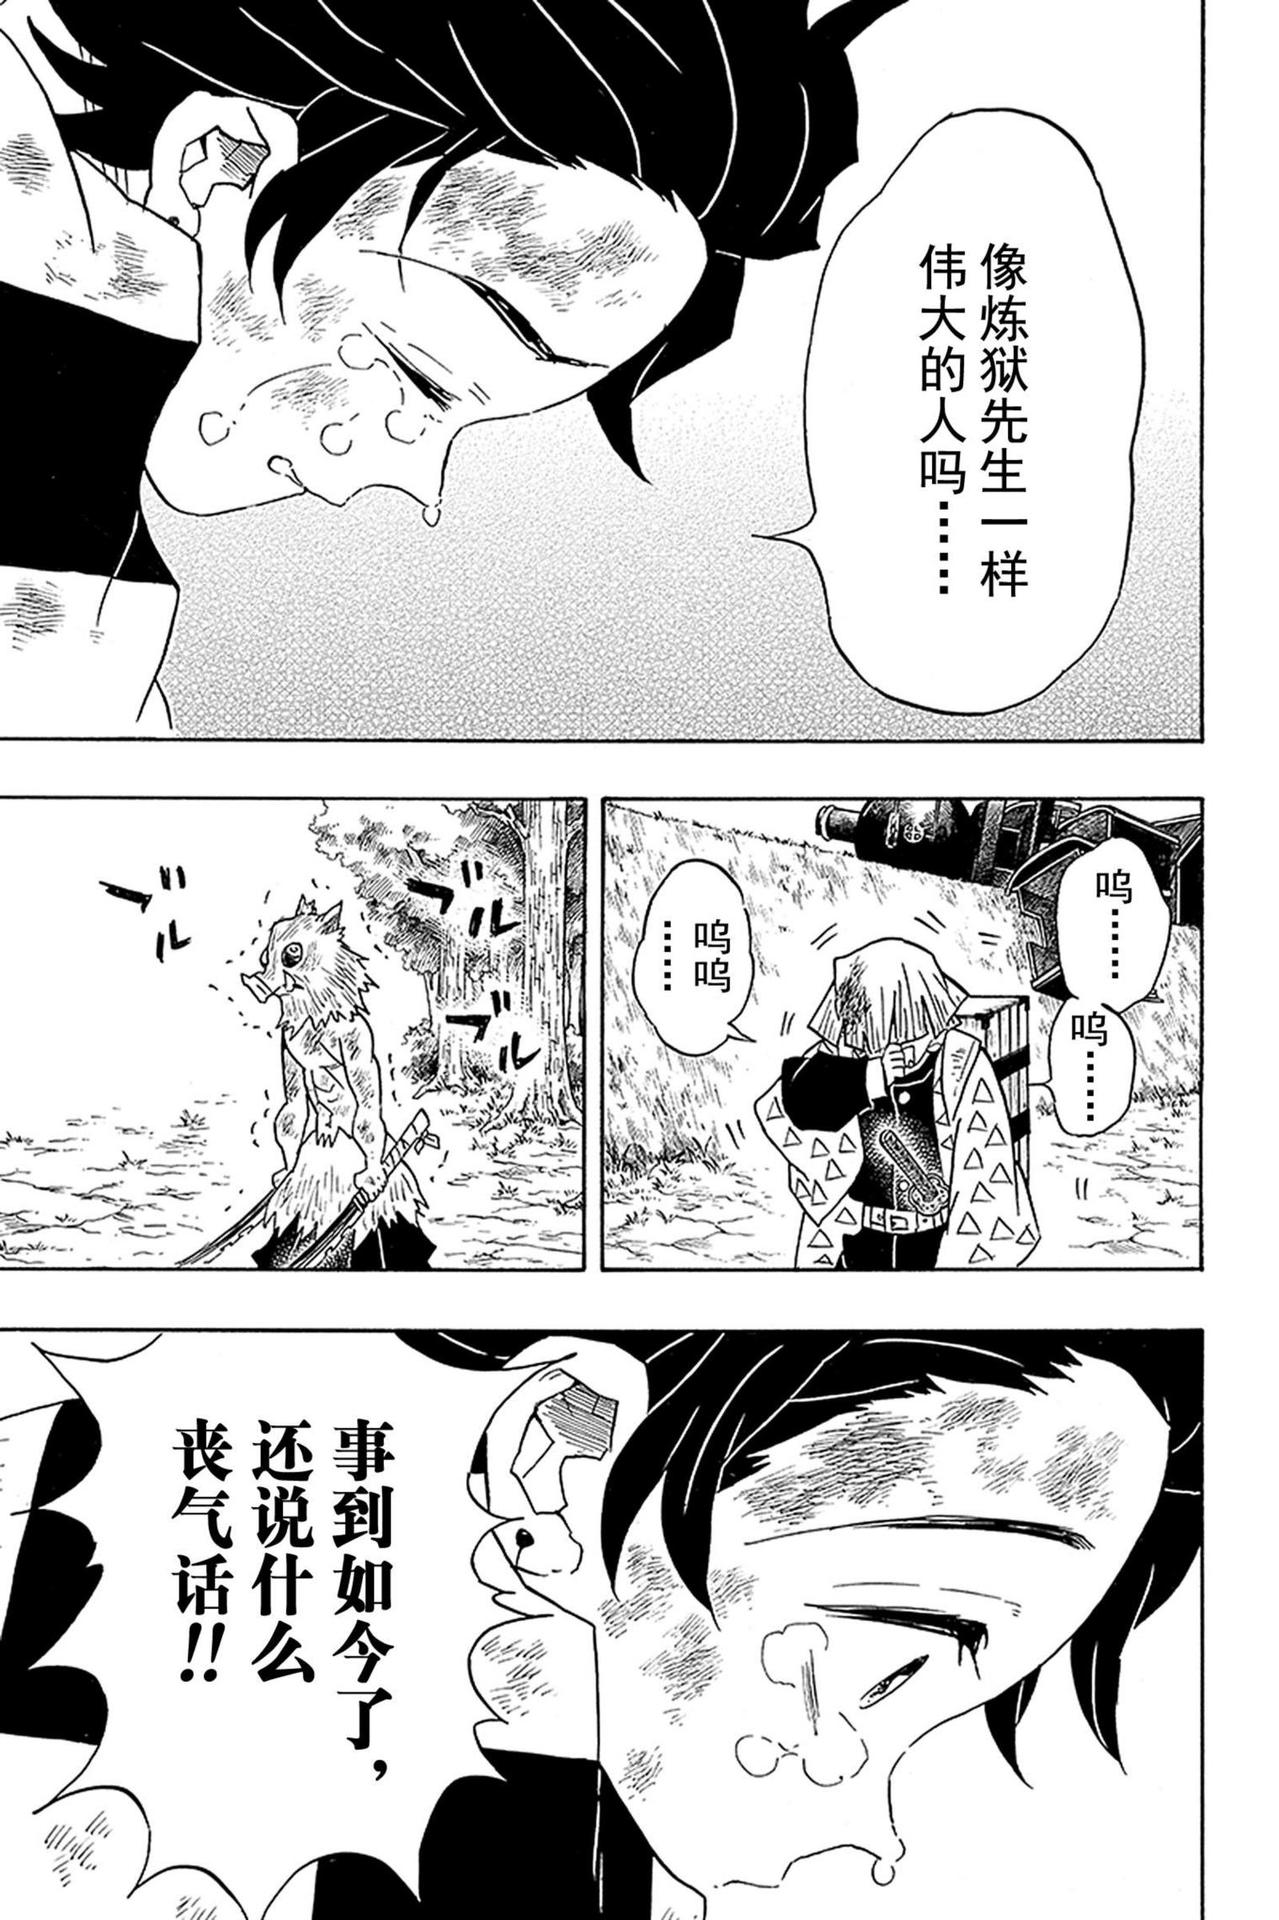 像炼狱先生一样
伟大的人吗……
呜……
呜……
呜呜……
ブル
ブル
ブル
事到如今了，
还说什么
丧气话!!